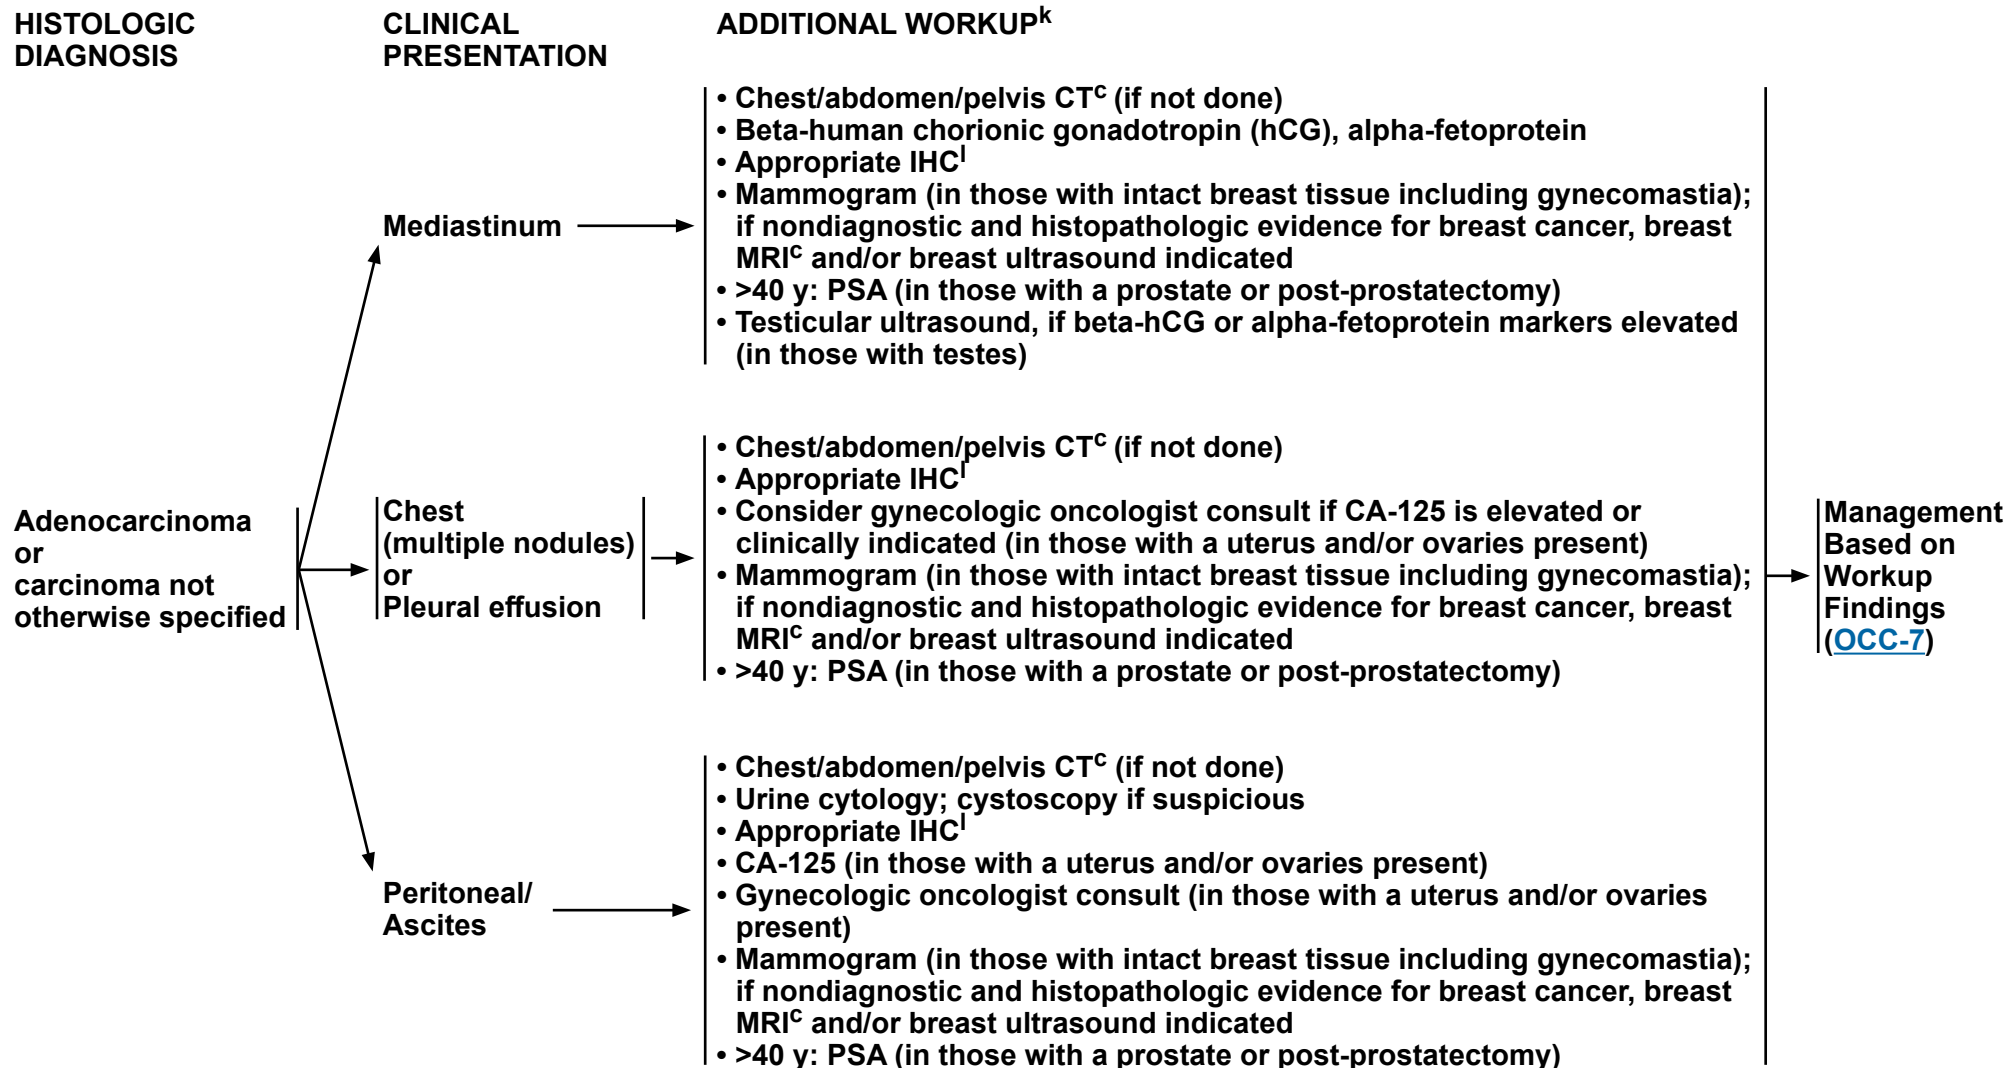 HISTOLOGIC
DIAGNOSIS
CLINICAL
PRESENTATION
ADDITIONAL WORKUPk
Adenocarcinoma
or
carcinoma not
otherwise specified
Mediastinum
• Chest/abdomen/pelvis CTc (if not done)
• Beta-human chorionic gonadotropin (hCG), alpha-fetoprotein
• Appropriate IHCl
• Mammogram (in those with intact breast tissue including gynecomastia);
if nondiagnostic and histopathologic evidence for breast cancer, breast
MRIc and/or breast ultrasound indicated
• >40 y: PSA (in those with a prostate or post-prostatectomy)
• Testicular ultrasound, if beta-hCG or alpha-fetoprotein markers elevated
(in those with testes)
Chest
(multiple nodules)
or
Pleural effusion
• Chest/abdomen/pelvis CTc (if not done)
• Appropriate IHCl
• Consider gynecologic oncologist consult if CA-125 is elevated or
clinically indicated (in those with a uterus and/or ovaries present)
• Mammogram (in those with intact breast tissue including gynecomastia);
if nondiagnostic and histopathologic evidence for breast cancer, breast
MRIc and/or breast ultrasound indicated
• >40 y: PSA (in those with a prostate or post-prostatectomy)
Peritoneal/
Ascites
• Chest/abdomen/pelvis CTc (if not done)
• Urine cytology; cystoscopy if suspicious
• Appropriate IHCl
• CA-125 (in those with a uterus and/or ovaries present)
• Gynecologic oncologist consult (in those with a uterus and/or ovaries
present)
• Mammogram (in those with intact breast tissue including gynecomastia);
if nondiagnostic and histopathologic evidence for breast cancer, breast
MRIc and/or breast ultrasound indicated
• >40 y: PSA (in those with a prostate or post-prostatectomy)
Management
Based on
Workup
Findings
(OCC-7)